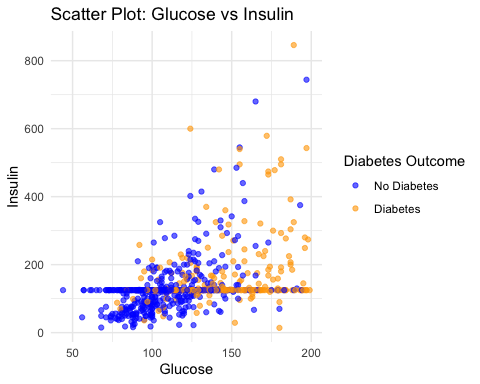 Scatter Plot: Glucose vs Insulin
800
600
400
200
0
Insulin
50
100
150
200
Glucose
Diabetes Outcome
No Diabetes
Diabetes